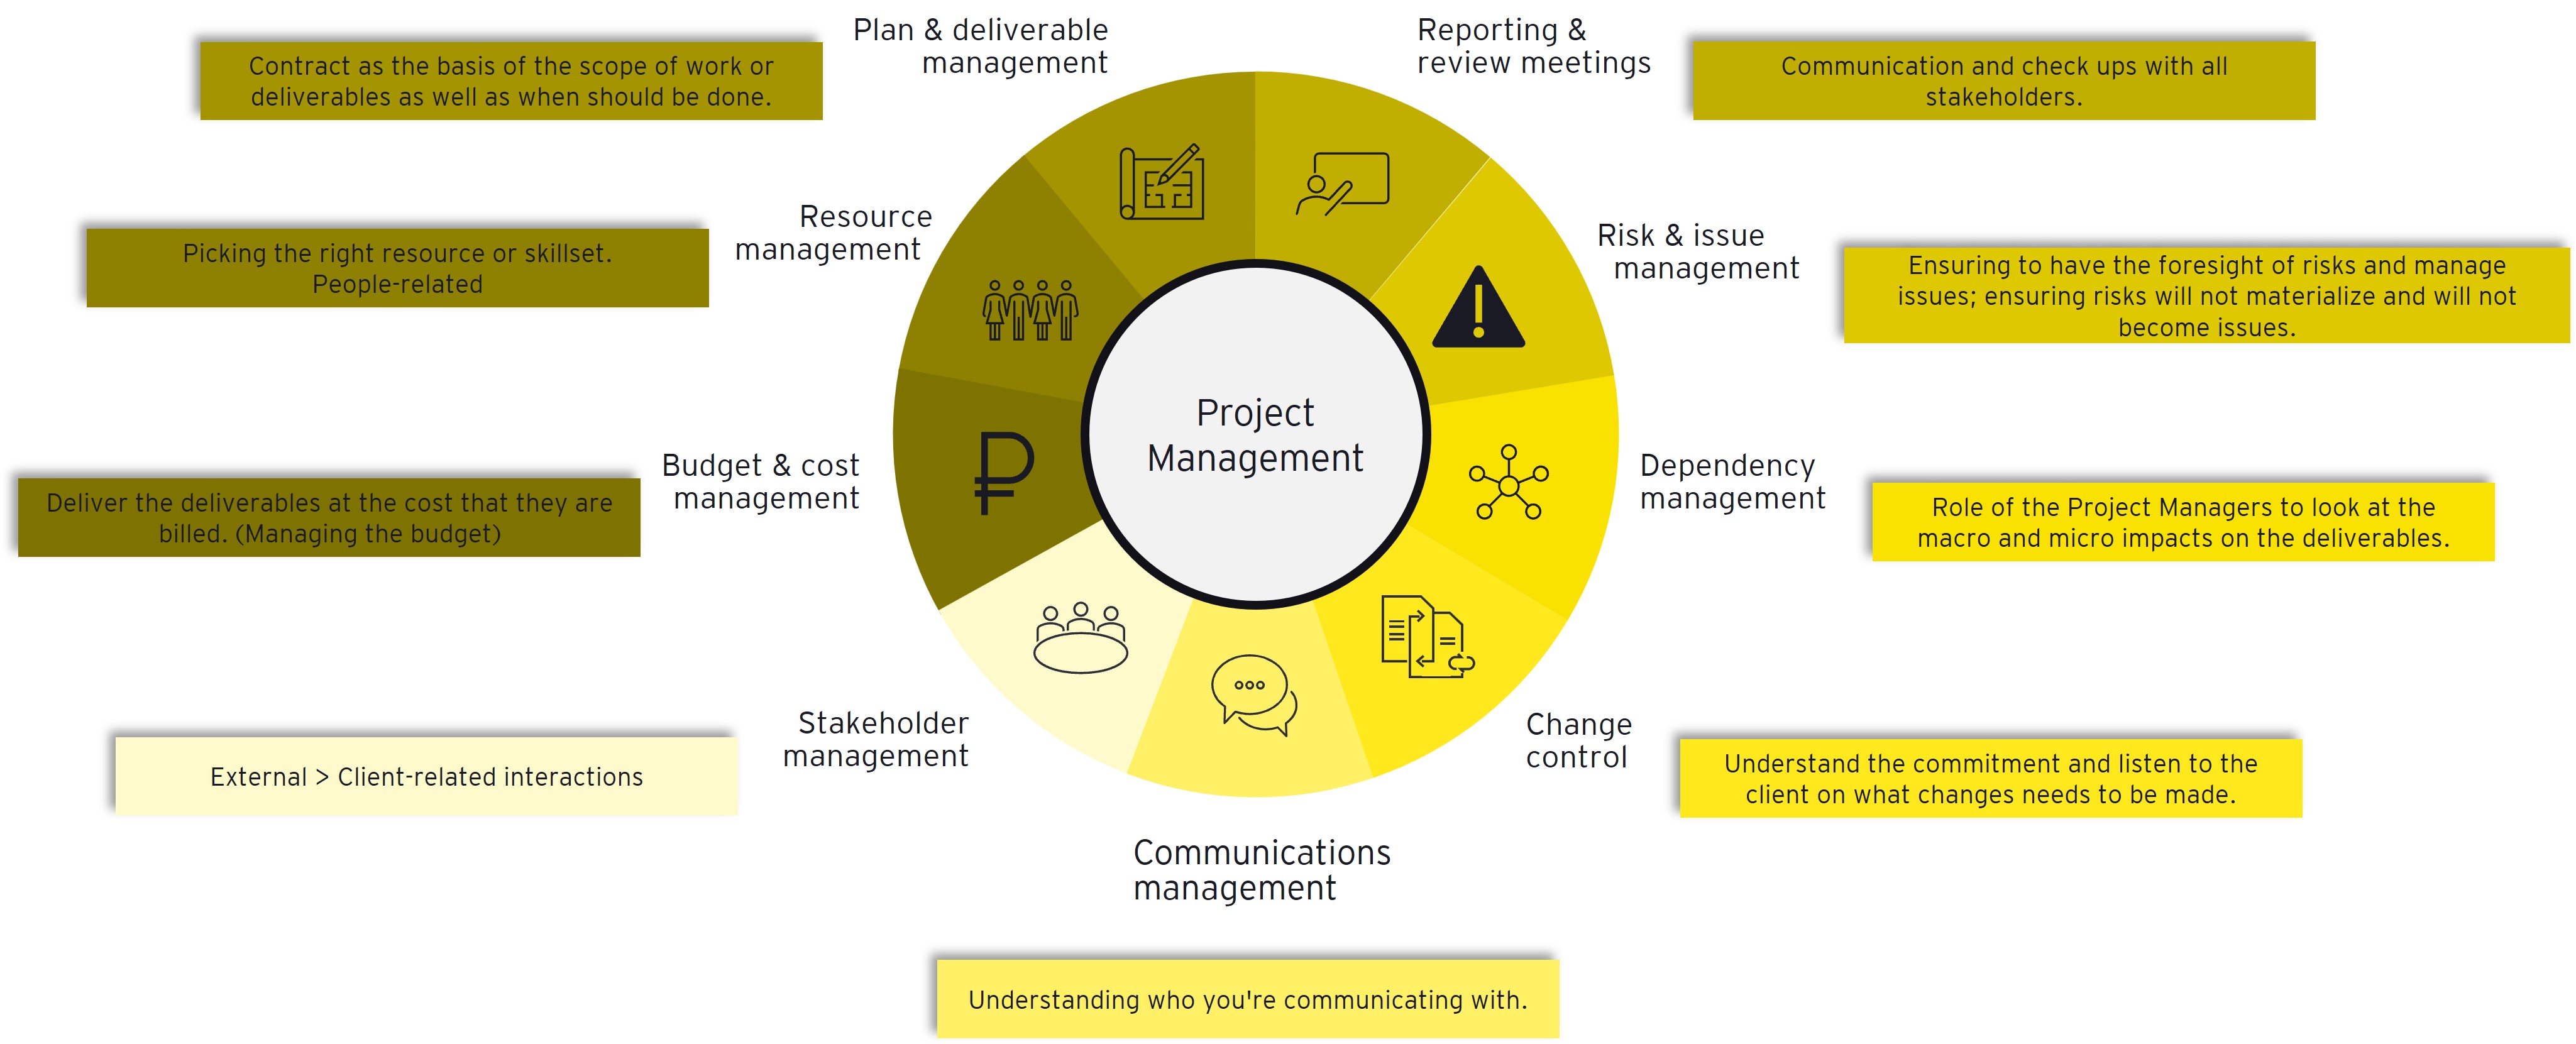 Plan & deliverable
management
Contract as the basis of the scope of work or
deliverables as well as when should be done.
Reporting &
review meetings
Communication and check ups with all
stakeholders.
Resource
management
Picking the right resource or skillset.
People-related
Risk & issue
management
Ensuring to have the foresight of risks and manage
issues; ensuring risks will not materialize and will not
become issues.
Project
Management
Budget & cost
management
Deliver the deliverables at the cost that they are
billed. (Managing the budget)
Dependency
management
Role of the Project Managers to look at the
macro and micro impacts on the deliverables.
Stakeholder
management
External > Client-related interactions
Change
control
Understand the commitment and listen to the
client on what changes needs to be made.
Communications
management
Understanding who you're communicating with.